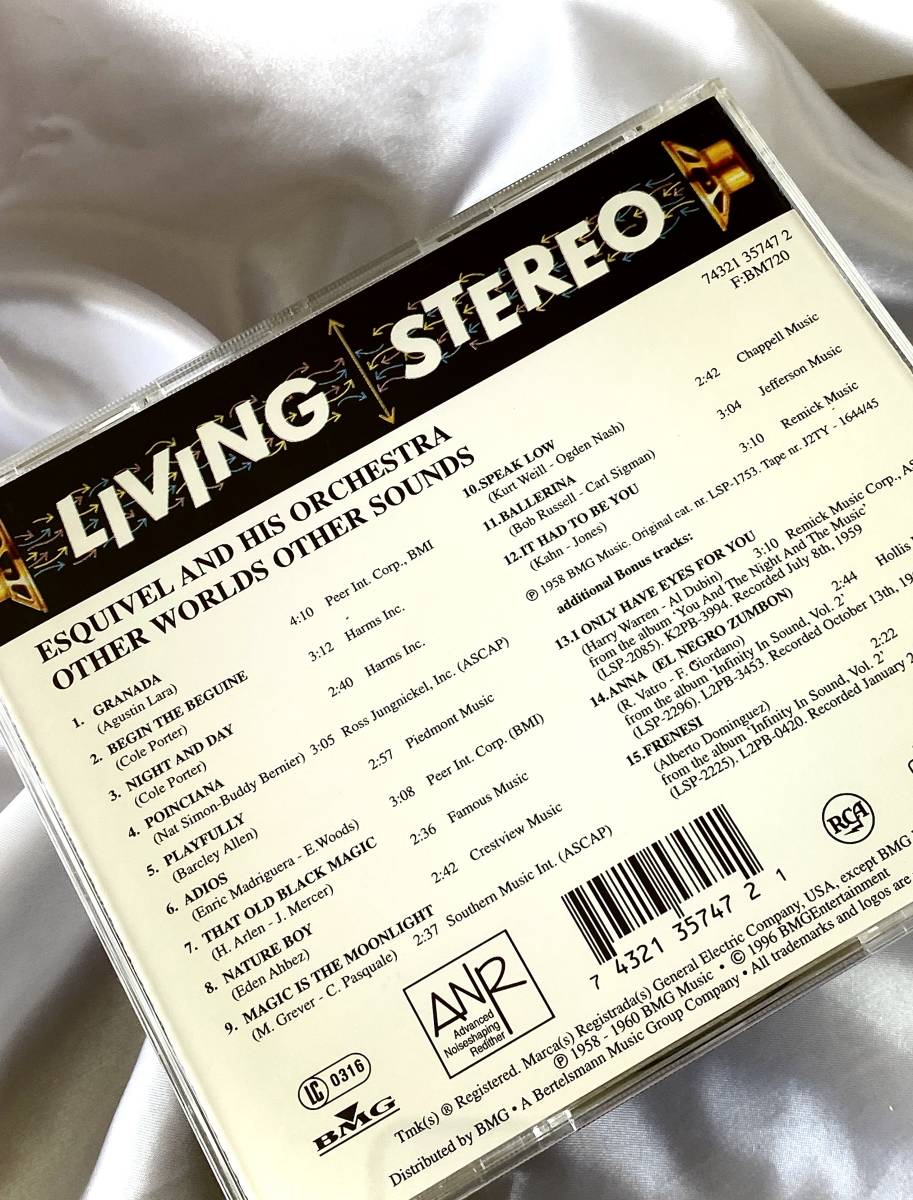 LIVING STEREO
74321 35747 2
F:BM720
ESQUIVEL AND HIS ORCHESTRA
OTHER WORLDS OTHER SOUNDS
1. GRANADA 4:10 Peer Int. Corp., BMI
(Agustin Lara)
2. BEGIN THE BEGUINE 3:12 Harms Inc.
(Cole Porter)
3. NIGHT AND DAY 2:40 Harms Inc.
(Cole Porter)
4. POINCIANA
(Nat Simon-Buddy Bernier) 3:05 Ross Jungnickel, Inc. (ASCAP)
5. PLAYFULLY 2:57 Piedmont Music
(Barcley Allen)
6. ADIOS 3:08 Peer Int. Corp. (BMI)
(Enric Madriguera - E.Woods)
7. THAT OLD BLACK MAGIC 2:36 Famous Music
(H. Arlen - J. Mercer)
8. NATURE BOY 2:42 Crestview Music
(Eden Ahbez)
9. MAGIC IS THE MOONLIGHT
(M. Grever - C. Pasquale) 2:37 Southern Music Int. (ASCAP)
10. SPEAK LOW 2:42 Chappell Music
(Kurt Weill - Ogden Nash)
11. BALLERINA 3:04 Jefferson Music
(Bob Russell - Carl Sigman)
12. IT HAD TO BE YOU 3:10 Remick Music
(Kahn - Jones)
℗ 1958 BMG Music. Original cat. nr. LSP-1753. Tape nr. J2TY - 1644/45
additional Bonus tracks:
13. I ONLY HAVE EYES FOR YOU
(Harry Warren - Al Dubin) 3:10 Remick Music Corp.,
from the album 'You And The Night And The Music'
(LSP-2085). K2PB-3994. Recorded July 8th, 1959
14. ANNA (EL NEGRO ZUMBON) 2:44 Hollis
(R. Vatro - F. Giordano)
from the album 'Infinity In Sound, Vol. 2'
(LSP-2296). L2PB-3453. Recorded October 13th,
15. FRENESI 2:22
(Alberto Dominguez)
from the album 'Infinity In Sound, Vol. 2'
(LSP-2225). L2PB-0420. Recorded January
RCA
7 4321 35747 2 1
ANR
Advanced
Noiseshaping
Redither
LC 0316
BMG
Tmk(s) ® Registered. Marca(s) Registrada(s) General Electric Company, USA, except BMG
℗ 1958 - 1960 BMG Music • © 1996 BMG Entertainment
Distributed by BMG • A Bertelsmann Music Group Company • All trademarks and logos are